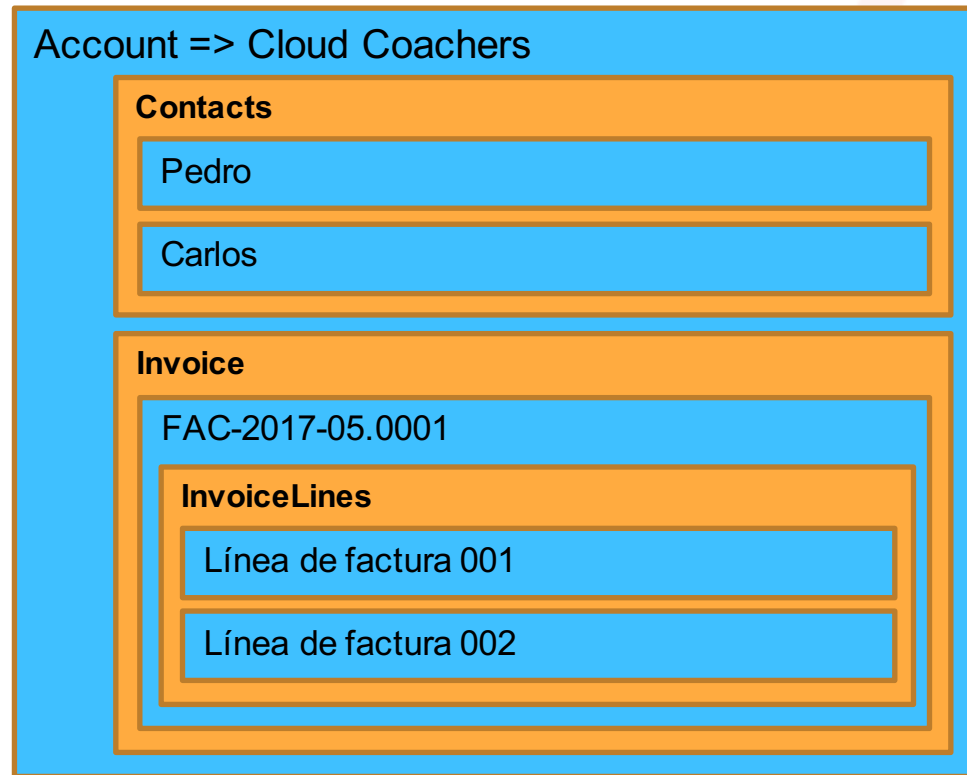 Account => Cloud Coachers
Contacts
Pedro
Carlos
Invoice
FAC-2017-05.0001
InvoiceLines
Línea de factura 001
Línea de factura 002